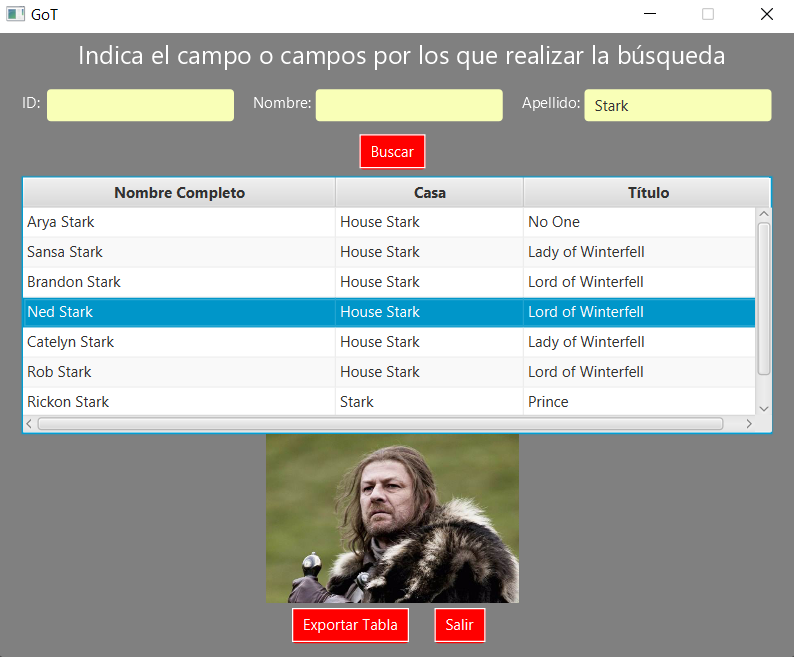 GoT
Indica el campo o campos por los que realizar la búsqueda
ID: Nombre: Apellido: Stark
Buscar
Nombre Completo Casa Título
Arya Stark House Stark No One
Sansa Stark House Stark Lady of Winterfell
Brandon Stark House Stark Lord of Winterfell
Ned Stark House Stark Lord of Winterfell
Catelyn Stark House Stark Lady of Winterfell
Rob Stark House Stark Lord of Winterfell
Rickon Stark Stark Prince
Exportar Tabla Salir